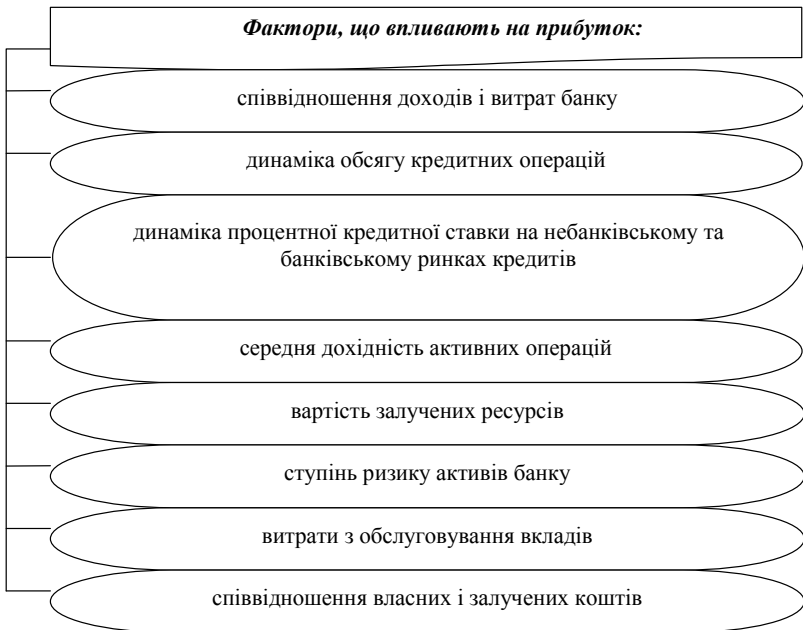 Фактори, що впливають на прибуток:
співвідношення доходів і витрат банку
динаміка обсягу кредитних операцій
динаміка процентної кредитної ставки на небанківському та
банківському ринках кредитів
середня дохідність активних операцій
вартість залучених ресурсів
ступінь ризику активів банку
витрати з обслуговування вкладів
співвідношення власних і залучених коштів